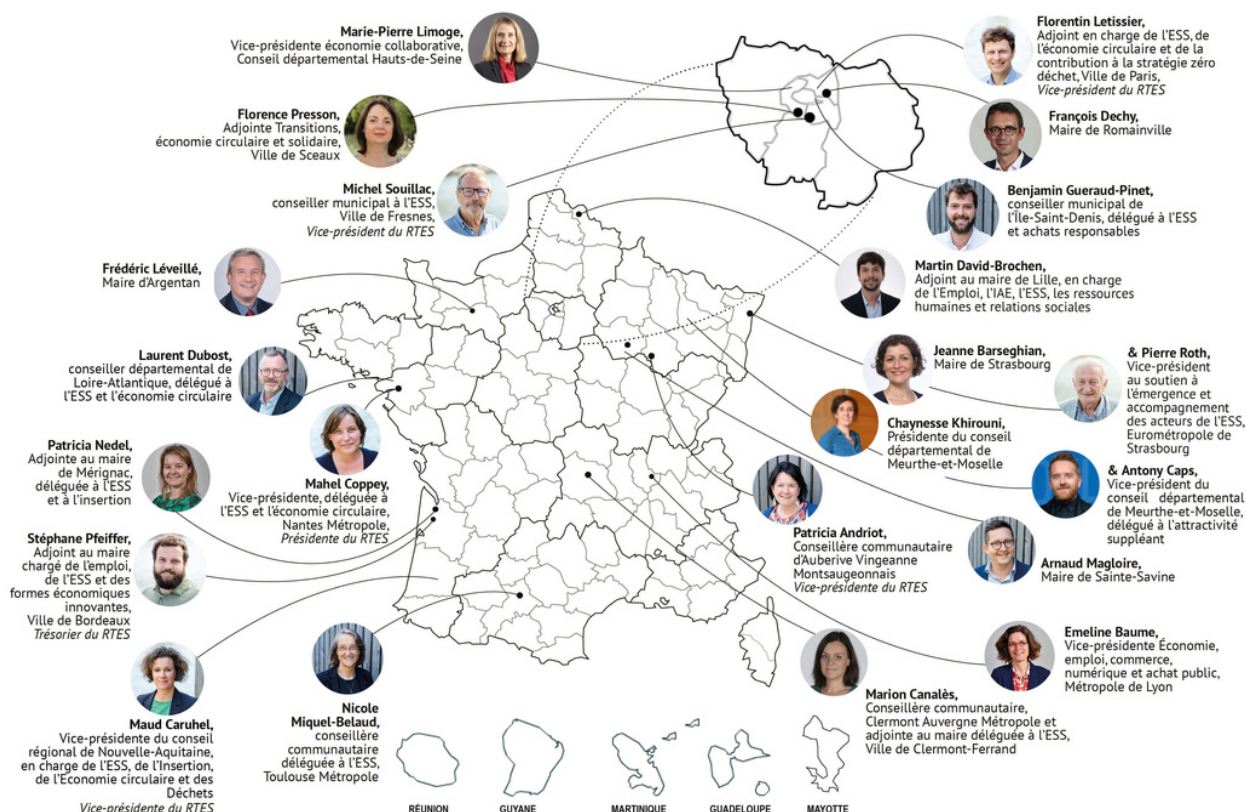 Marie-Pierre Limoge,
Vice-présidente économie collaborative,
Conseil départemental Hauts-de-Seine
Florentin Letissier,
Adjoint en charge de l'ESS, de
l'économie circulaire et de la
contribution à la stratégie zéro
déchet, Ville de Paris,
Vice-président du RTES
Florence Presson,
Adjointe Transitions,
économie circulaire et solidaire,
Ville de Sceaux
François Dechy,
Maire de Romainville
Michel Souillac,
conseiller municipal à l'ESS,
Ville de Fresnes,
Vice-président du RTES
Benjamin Gueraud-Pinet,
conseiller municipal de
l'Île-Saint-Denis, délégué à l'ESS
et achats responsables
Frédéric Léveillé,
Maire d'Argentan
Martin David-Brochen,
Adjoint au maire de Lille, en charge
de l'Emploi, l'IAE, l'ESS, les ressources
humaines et relations sociales
Laurent Dubost,
conseiller départemental de
Loire-Atlantique, délégué à
l'ESS et l'économie circulaire
Jeanne Barseghian,
Maire de Strasbourg
& Pierre Roth,
Vice-président
au soutien à
l'émergence et
accompagnement
des acteurs de l'ESS,
Eurométropole de
Strasbourg
Chaynesse Khirouni,
Présidente du conseil
départemental de
Meurthe-et-Moselle
& Antony Caps,
Vice-président du
conseil départemental
de Meurthe-et-Moselle,
délégué à l'attractivité
suppléant
Patricia Nedel,
Adjointe au maire
de Mérignac,
déléguée à l'ESS
et à l'insertion
Mahel Coppey,
Vice-présidente, déléguée à
l'ESS et l'économie circulaire,
Nantes Métropole,
Présidente du RTES
Patricia Andriot,
Conseillère communautaire
d'Auberive Vingeanne
Montsaugeonnais
Vice-présidente du RTES
Arnaud Magloire,
Maire de Sainte-Savine
Stéphane Pfeiffer,
Adjoint au maire
chargé de l'emploi,
de l'ESS et des
formes économiques
innovantes,
Ville de Bordeaux
Trésorier du RTES
Emeline Baume,
Vice-présidente Économie,
emploi, commerce,
numérique et achat public,
Métropole de Lyon
Maud Caruhel,
Vice-présidente du conseil
régional de Nouvelle-Aquitaine,
en charge de l'ESS, de l'Insertion,
de l'Économie circulaire et des
Déchets
Vice-présidente du RTES
Nicole
Miquel-Belaud,
conseillère
communautaire
déléguée à l'ESS,
Toulouse Métropole
Marion Canalès,
Conseillère communautaire,
Clermont Auvergne Métropole et
adjointe au maire déléguée à l'ESS,
Ville de Clermont-Ferrand
RÉUNION
GUYANE
MARTINIQUE
GUADELOUPE
MAYOTTE